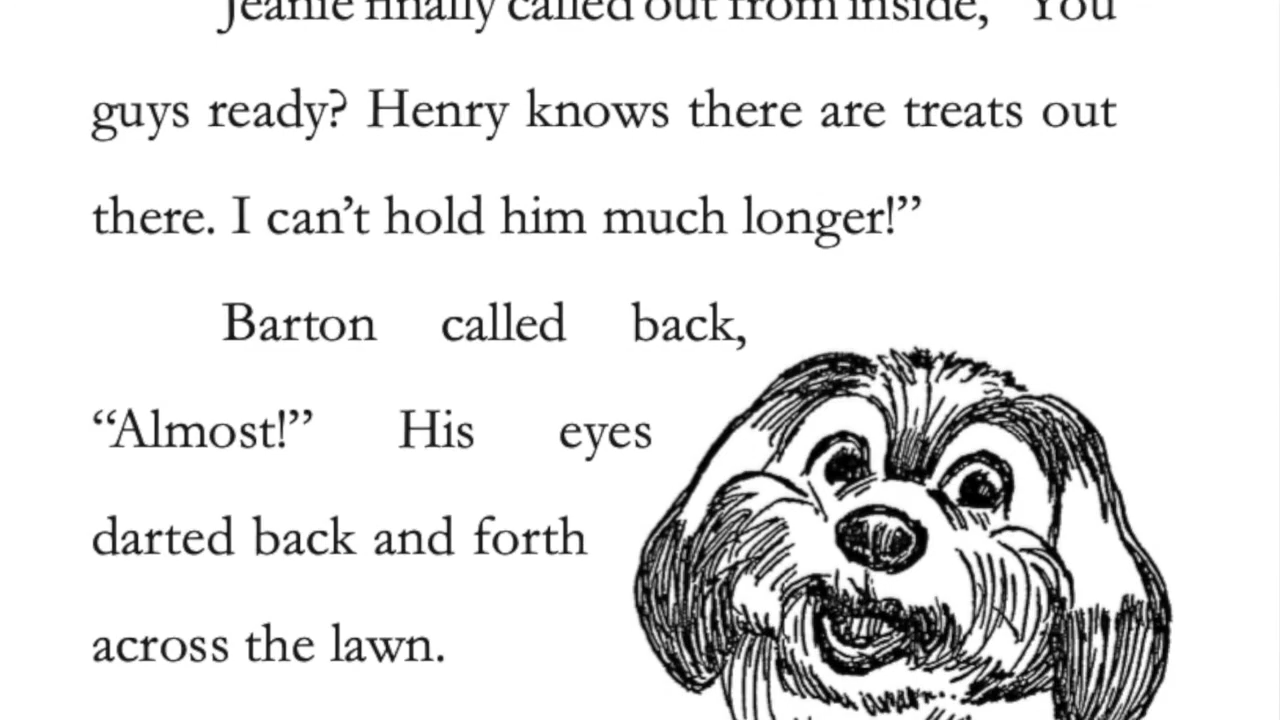 Jeanie finally called out from inside, “You
guys ready? Henry knows there are treats out
there. I can’t hold him much longer!”
Barton called back,
“Almost!” His eyes
darted back and forth
across the lawn.